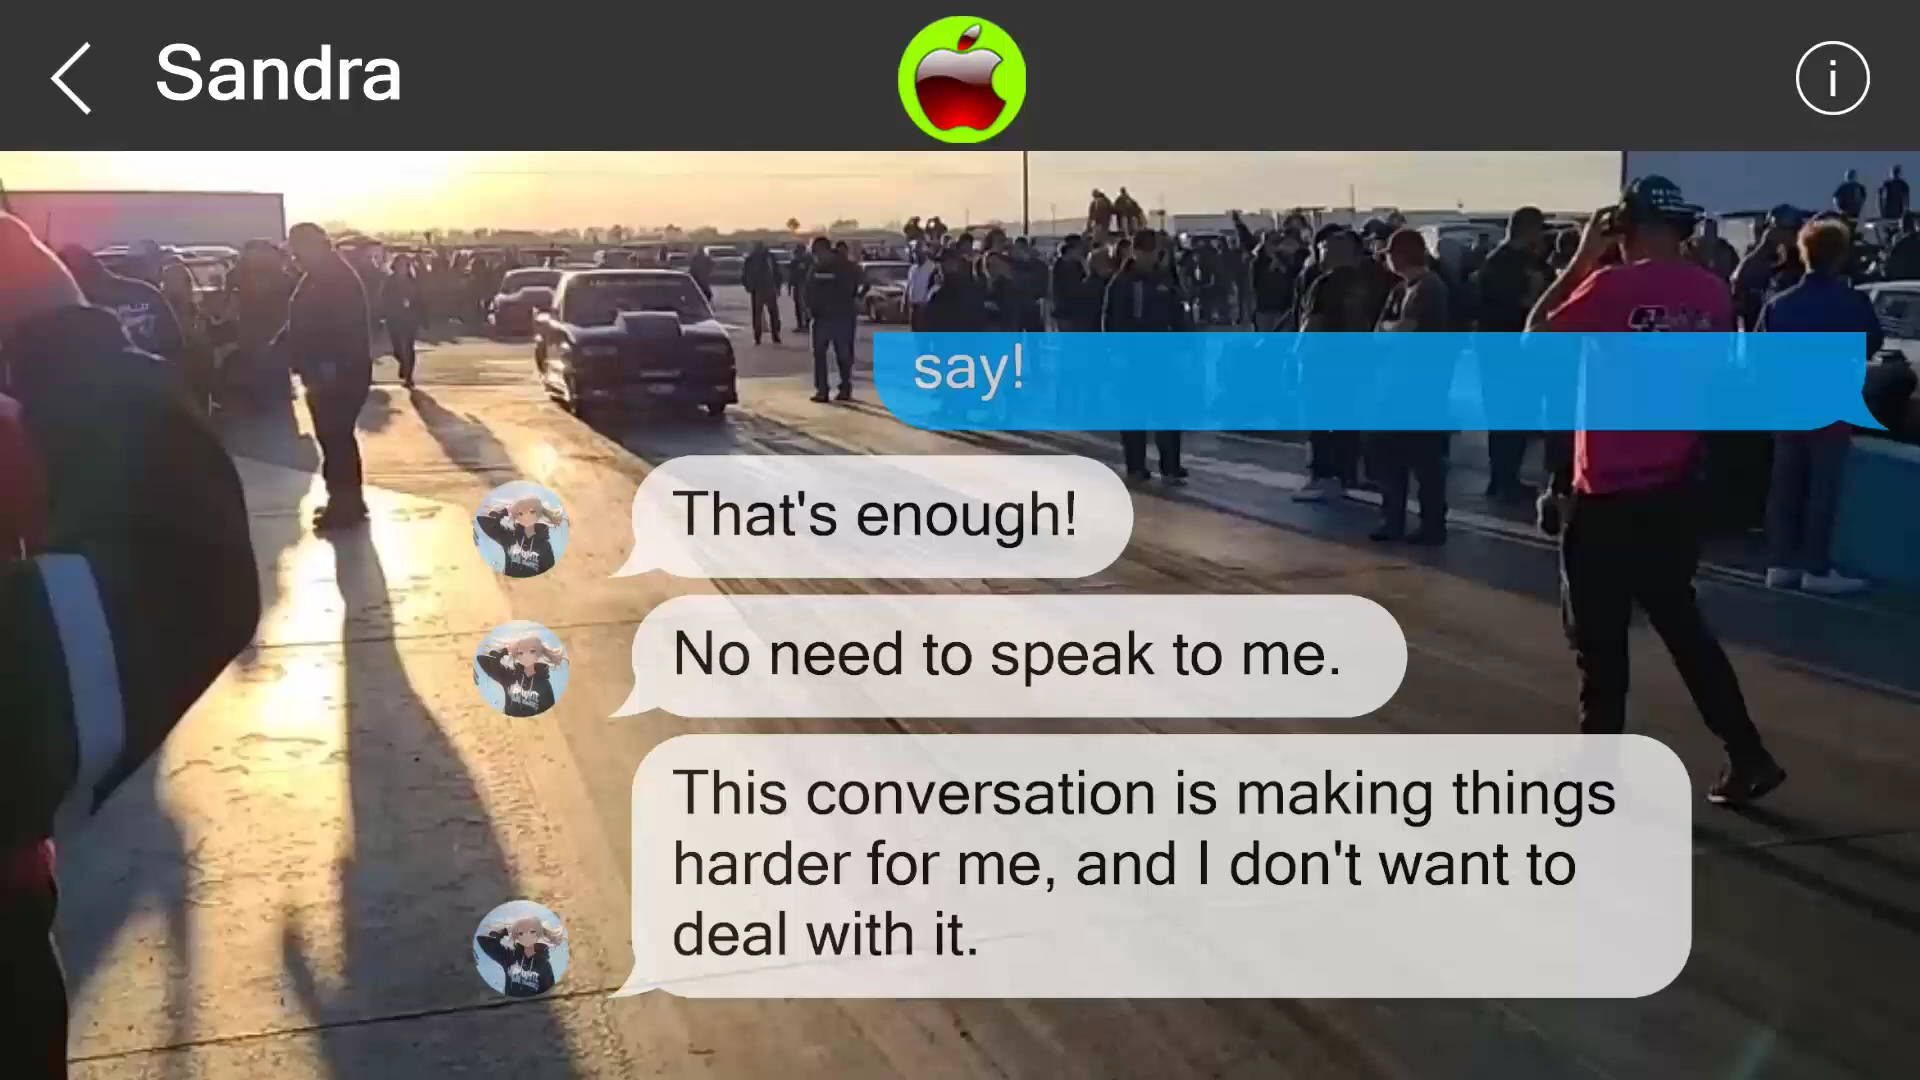 Sandra
i
say!
That's enough!
No need to speak to me.
This conversation is making things
harder for me, and I don't want to
deal with it.